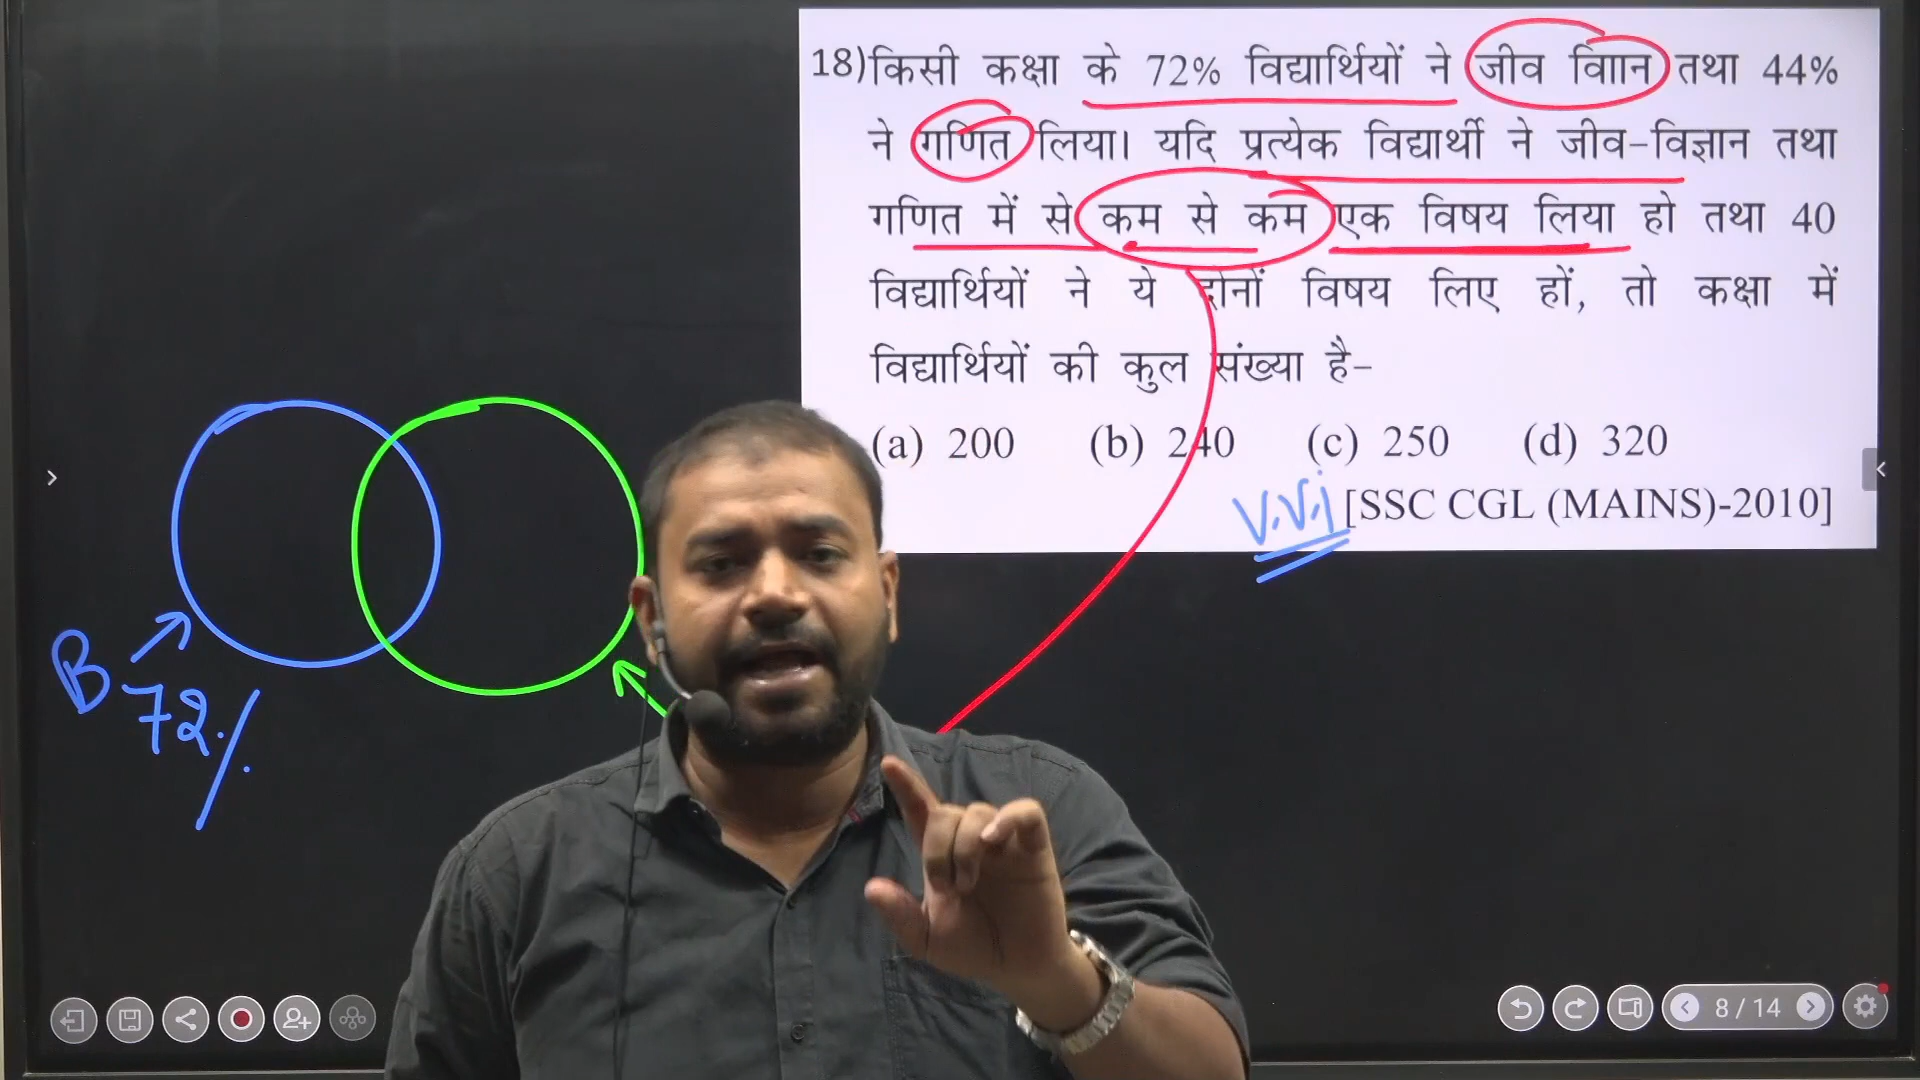 18)किसी कक्षा के 72% विद्यार्थियों ने जीव विाान तथा 44%
ने गणित लिया। यदि प्रत्येक विद्यार्थी ने जीव-विज्ञान तथा
गणित में से कम से कम एक विषय लिया हो तथा 40
विद्यार्थियों ने ये दोनों विषय लिए हों, तो कक्षा में
विद्यार्थियों की कुल संख्या है-
(a) 200 (b) 240 (c) 250 (d) 320
V.V.i [SSC CGL (MAINS)-2010]
B
72%
8 / 14